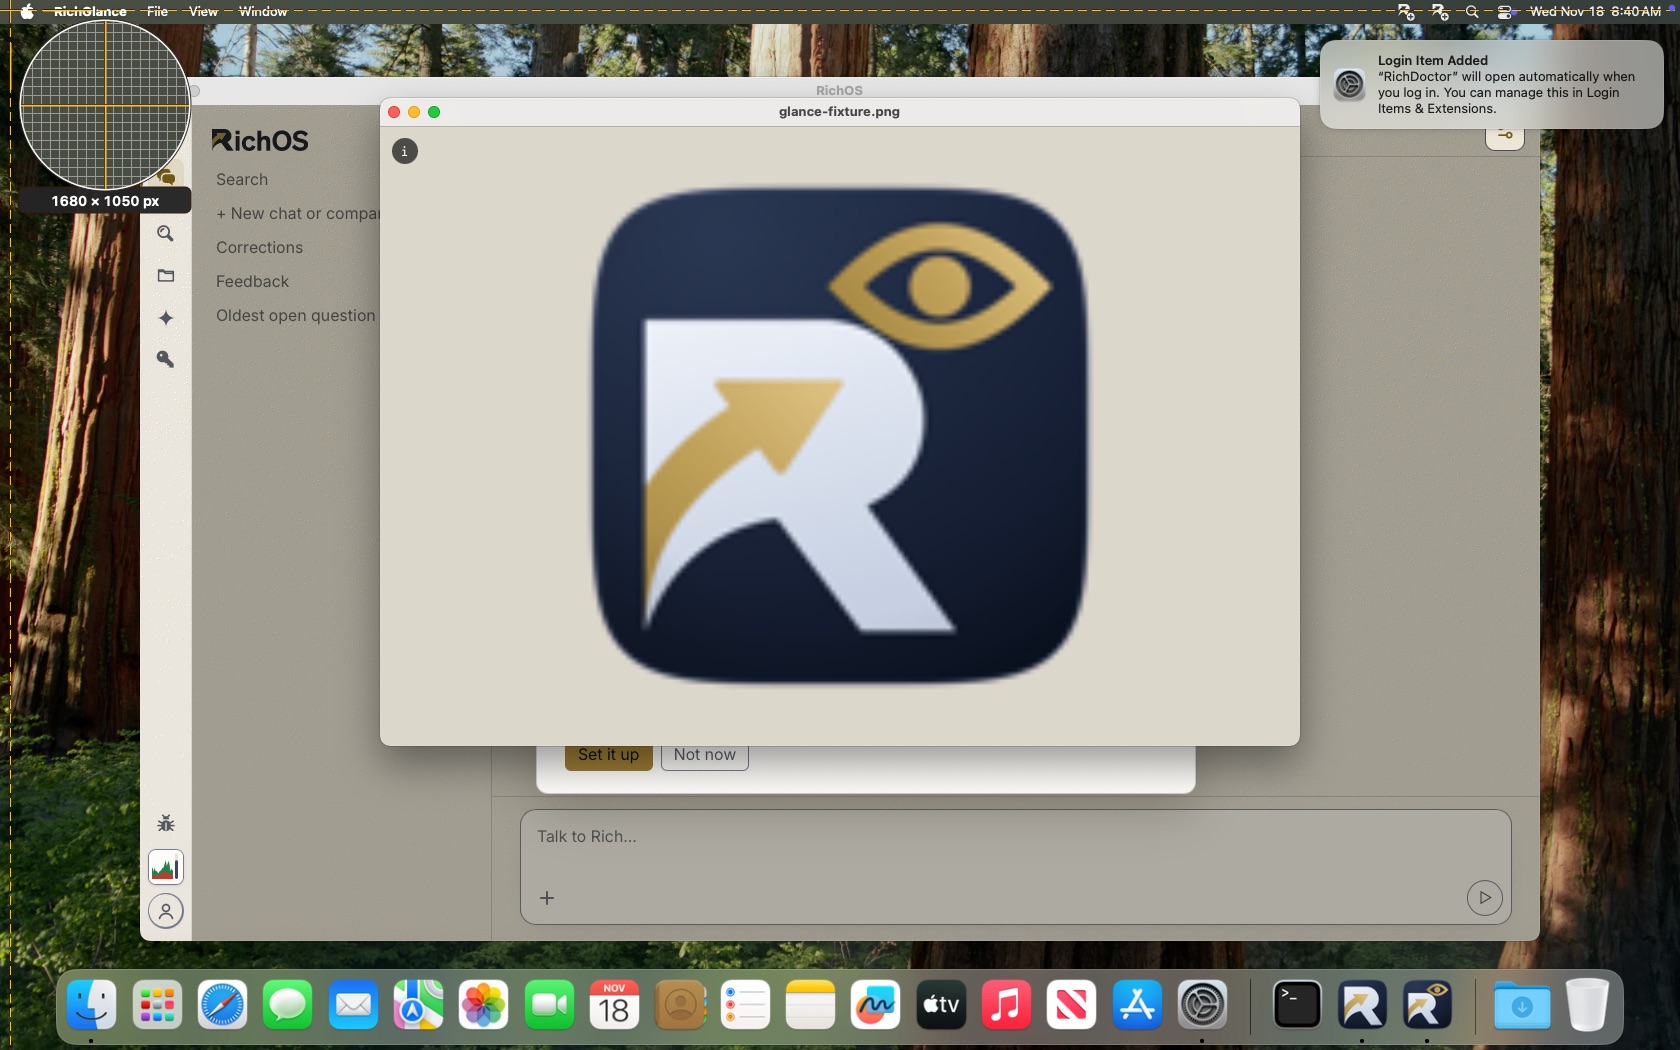 RichGlance File View Window
Wed Nov 18 8:40 AM
1680 × 1050 px
Login Item Added
“RichDoctor” will open automatically when
you log in. You can manage this in Login
Items & Extensions.
RichOS
glance-fixture.png
i
RichOS
Search
+ New chat or compa
Corrections
Feedback
Oldest open question
Set it up
Not now
Talk to Rich...
NOV
18
tv
>_